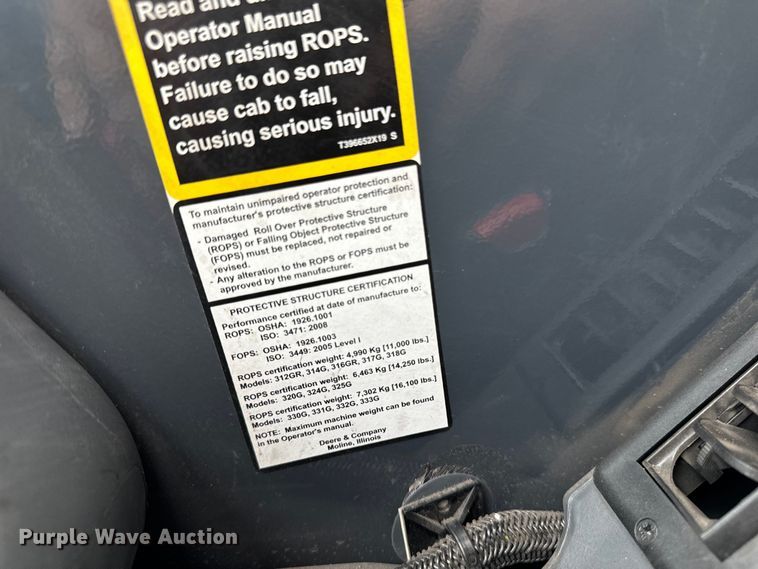 Read and
Operator Manual
before raising ROPS.
Failure to do so may
cause cab to fall,
causing serious injury.
T396652X19 S
To maintain unimpaired operator protection and
manufacturer's protective structure certification:
- Damaged Roll Over Protective Structure
(ROPS) or Falling Object Protective Structure
(FOPS) must be replaced, not repaired or
revised.
- Any alteration to the ROPS or FOPS must be
approved by the manufacturer.
PROTECTIVE STRUCTURE CERTIFICATION
Performance certified at date of manufacture to:
ROPS: OSHA: 1926.1001
ISO: 3471: 2008
FOPS: OSHA: 1926.1003
ISO: 3449: 2005 Level I
ROPS certification weight: 4,990 Kg [11,000 lbs.]
Models: 312GR, 314G, 316GR, 317G, 318G
ROPS certification weight: 6,463 Kg [14,250 lbs.]
Models: 320G, 324G, 325G
ROPS certification weight: 7,302 Kg [16,100 lbs.]
Models: 330G, 331G, 332G, 333G
NOTE: Maximum machine weight can be found
in the Operator's manual.
Deere & Company
Moline, Illinois
Purple Wave Auction